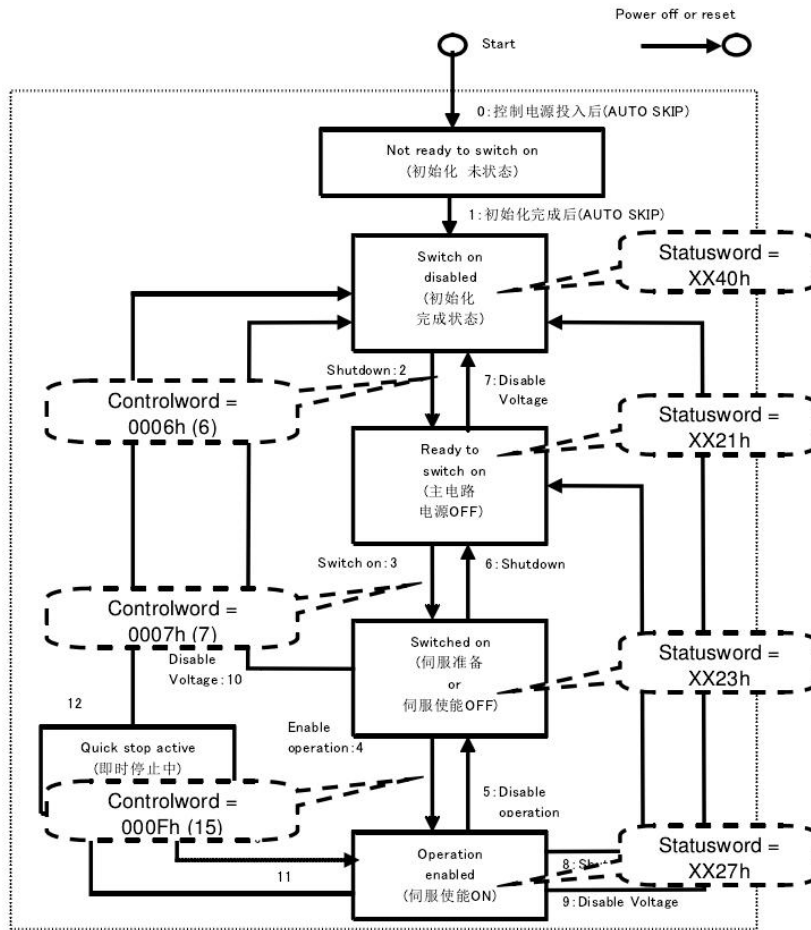 Power off or reset
Start
0:控制电源投入后(AUTO SKIP)
Not ready to switch on
(初始化 未状态)
1:初始化完成后(AUTO SKIP)
Switch on
disabled
(初始化
完成状态)
Statusword =
XX40h
Shutdown:2
7:Disable
Voltage
Controlword =
0006h (6)
Statusword =
XX21h
Ready to
switch on
(主电路
电源OFF)
Switch on:3
6:Shutdown
Controlword =
0007h (7)
Disable
Voltage:10
Switched on
(伺服准备
or
伺服使能OFF)
Statusword =
XX23h
12
Quick stop active
(即时停止中)
Enable
operation:4
5:Disable
operation
Controlword =
000Fh (15)
11
Operation
enabled
(伺服使能ON)
Statusword =
XX27h
9:Disable Voltage